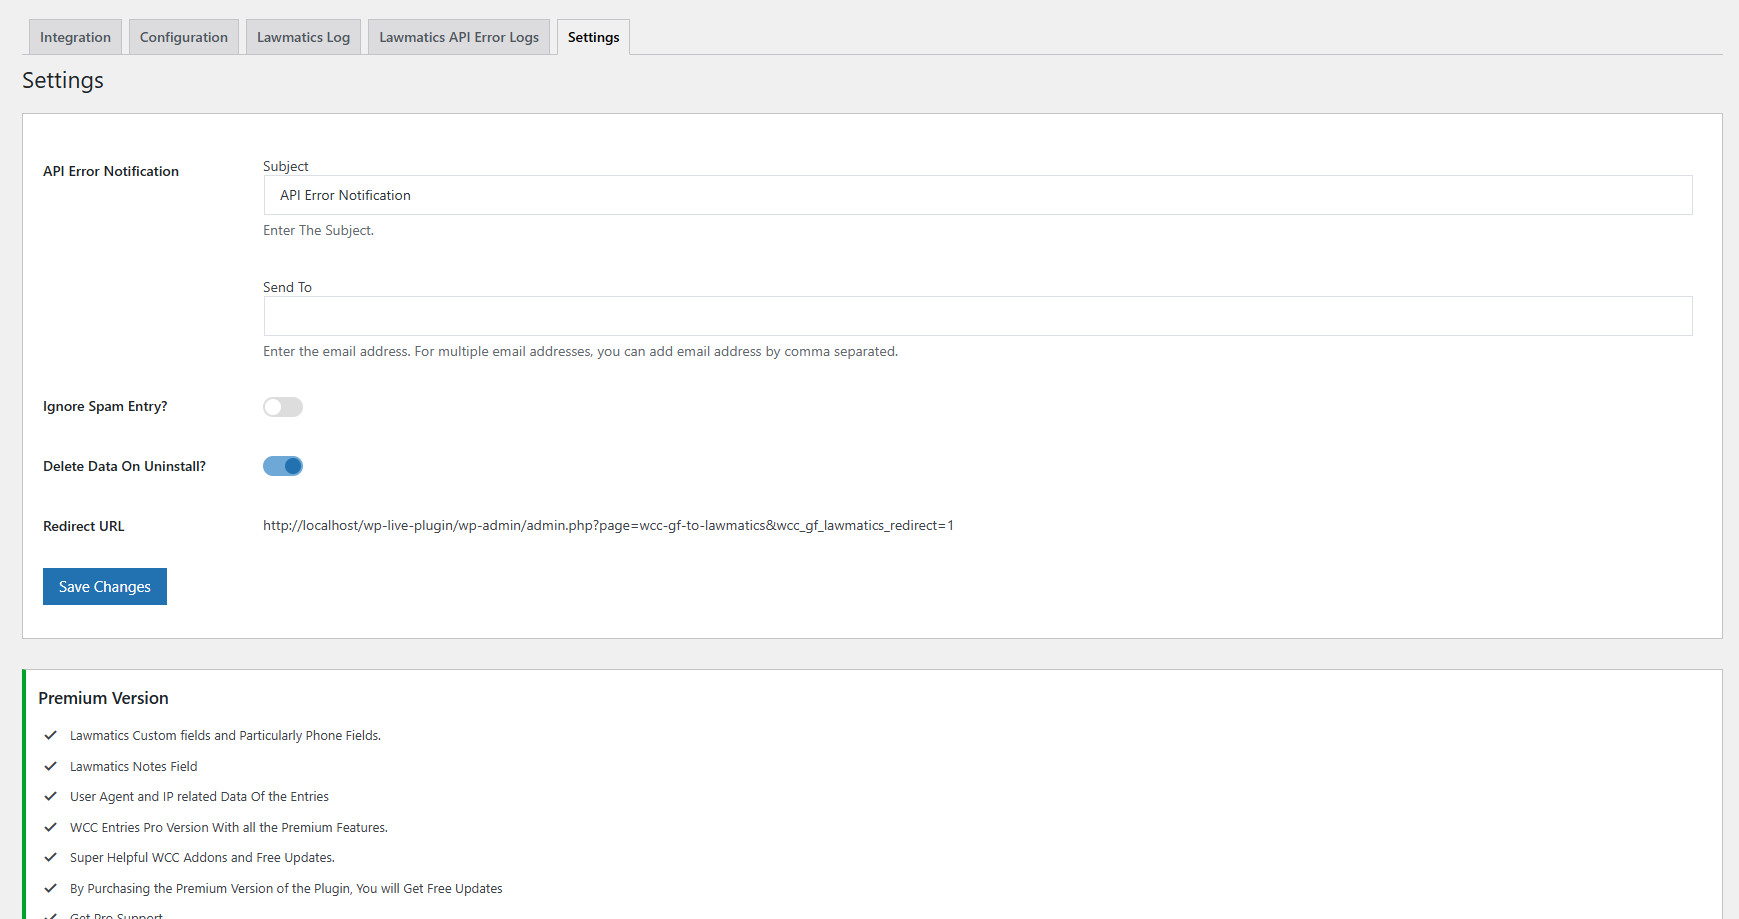 Integration Configuration Lawmatics Log Lawmatics API Error Logs Settings
Settings
API Error Notification
Subject
API Error Notification
Enter The Subject.
Send To
Enter the email address. For multiple email addresses, you can add email address by comma separated.
Ignore Spam Entry?
Delete Data On Uninstall?
Redirect URL http://localhost/wp-live-plugin/wp-admin/admin.php?page=wcc-gf-to-lawmatics&wcc_gf_lawmatics_redirect=1
Save Changes
Premium Version
Lawmatics Custom fields and Particularly Phone Fields.
Lawmatics Notes Field
User Agent and IP related Data Of the Entries
WCC Entries Pro Version With all the Premium Features.
Super Helpful WCC Addons and Free Updates.
By Purchasing the Premium Version of the Plugin, You will Get Free Updates
Get Pro Support